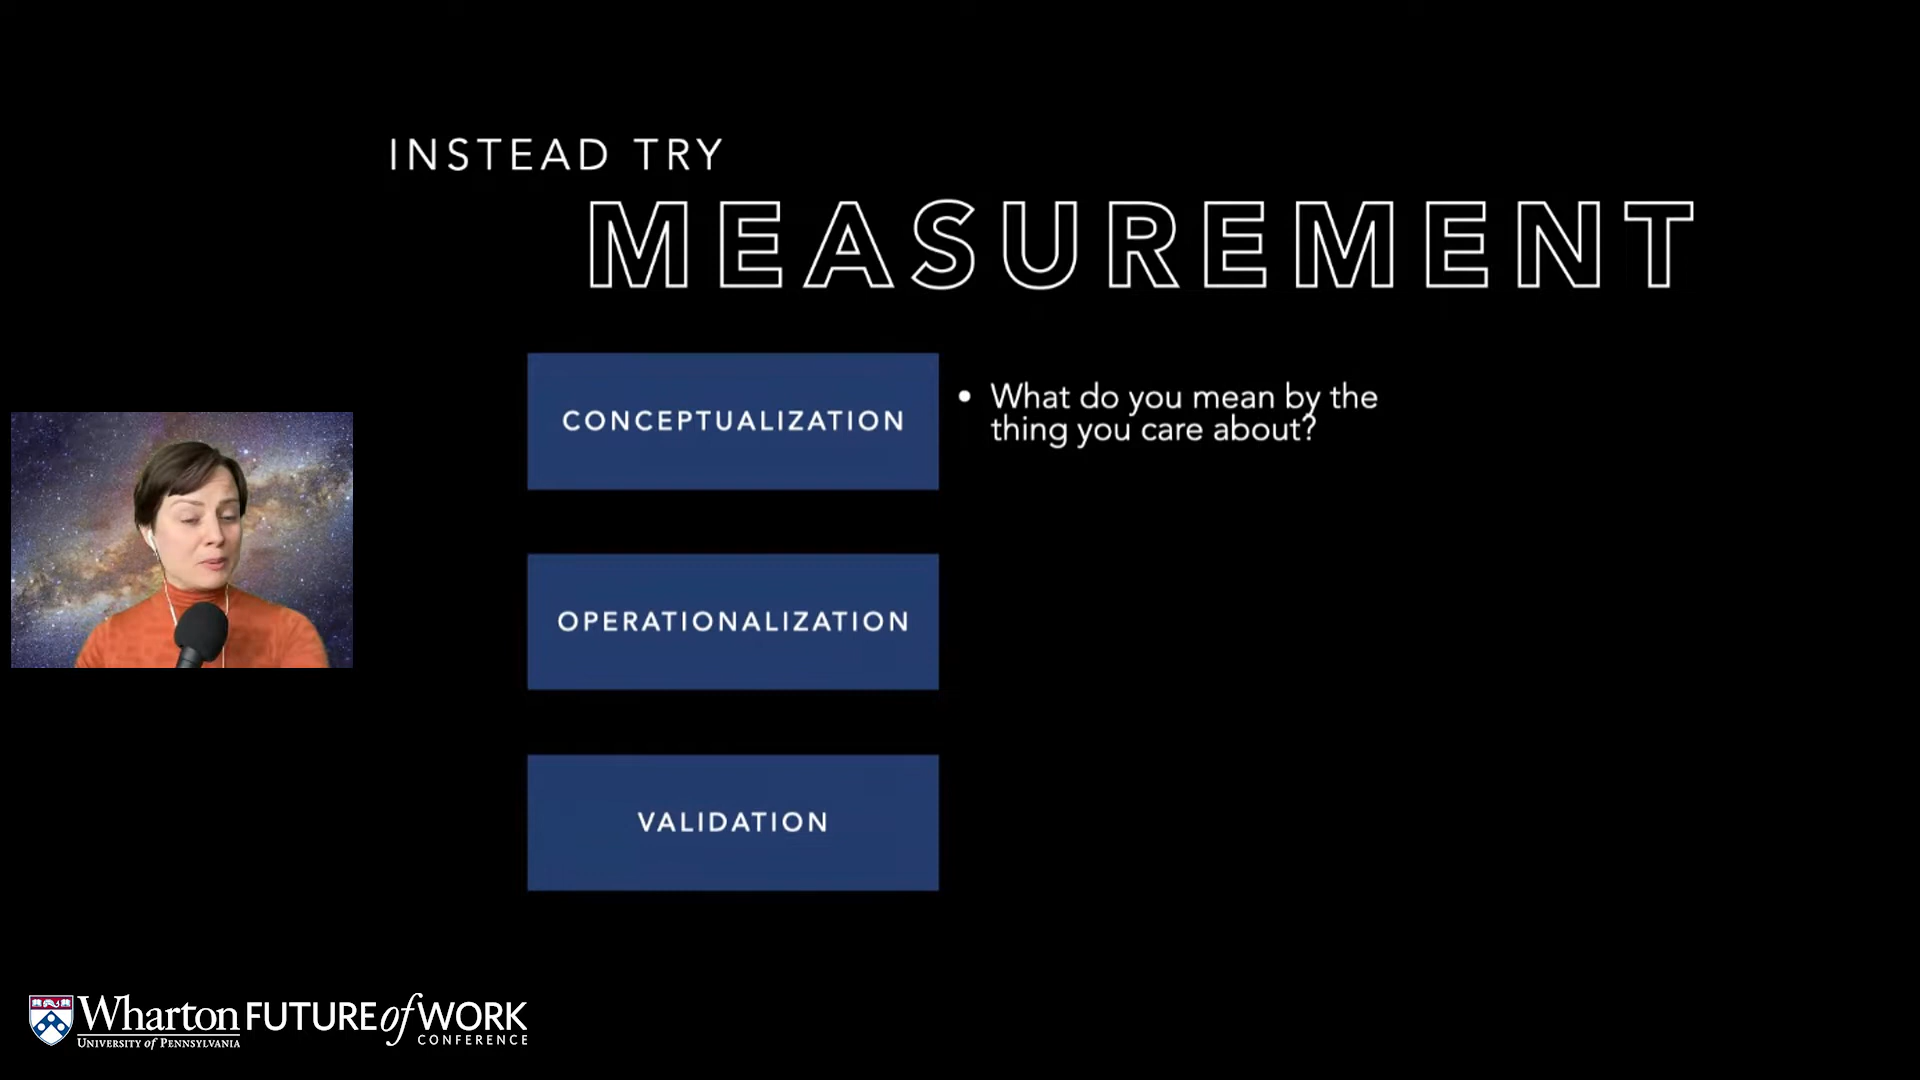 INSTEAD TRY
MEASUREMENT
CONCEPTUALIZATION
• What do you mean by the
thing you care about?
OPERATIONALIZATION
VALIDATION
Wharton FUTURE of WORK
UNIVERSITY of PENNSYLVANIA CONFERENCE